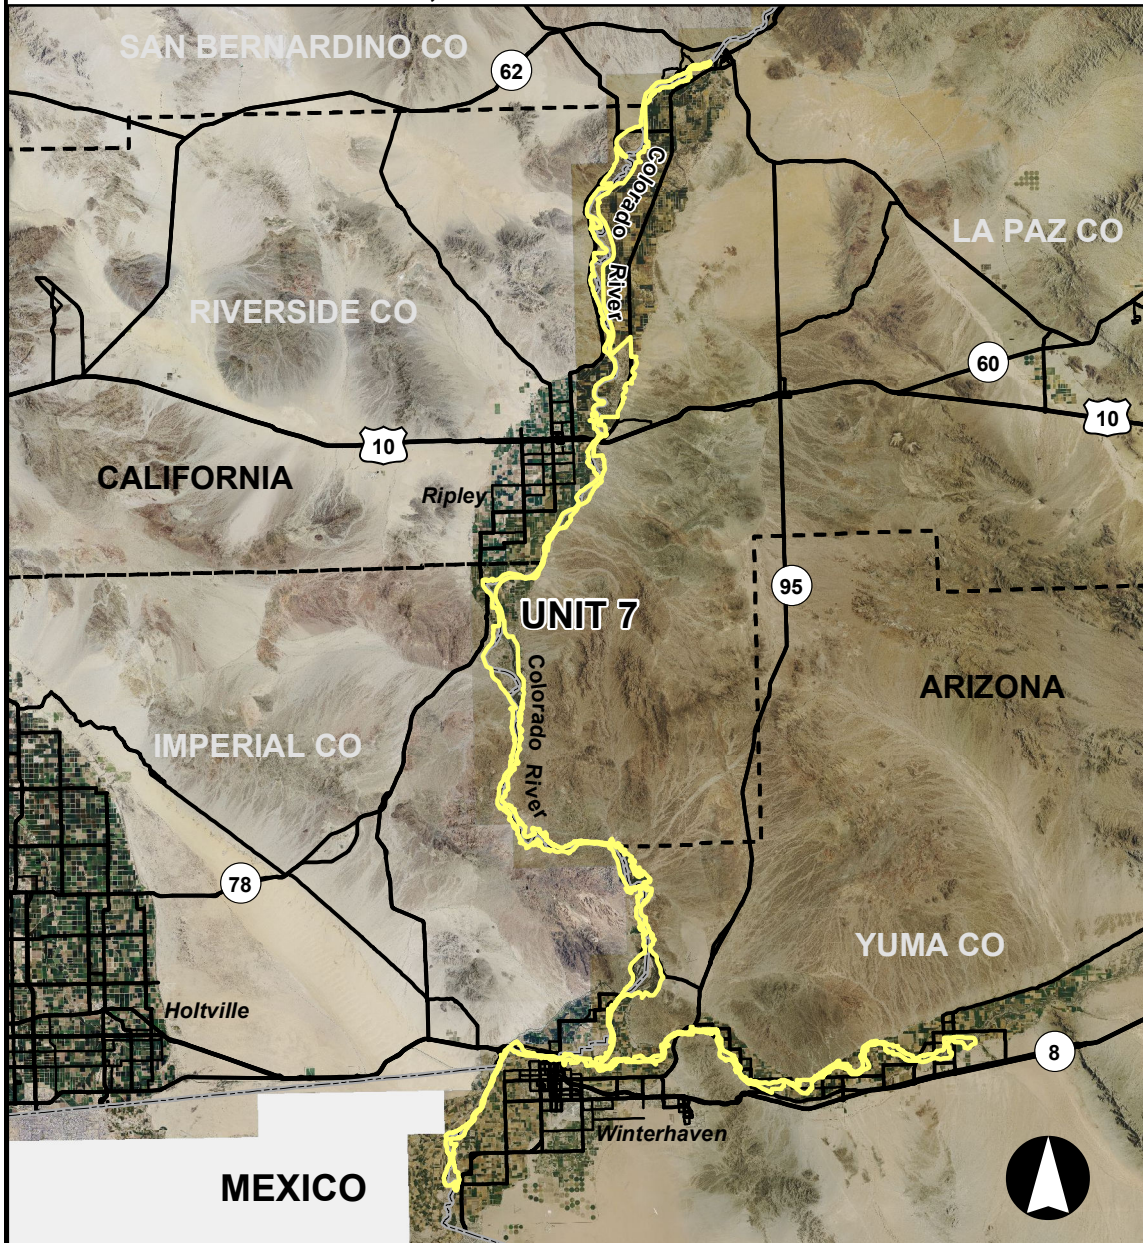 SAN BERNARDINO CO
62
Colorado River
LA PAZ CO
RIVERSIDE CO
60
10
10
CALIFORNIA
Ripley
95
UNIT 7
Colorado River
ARIZONA
IMPERIAL CO
78
YUMA CO
Holtville
8
Winterhaven
MEXICO